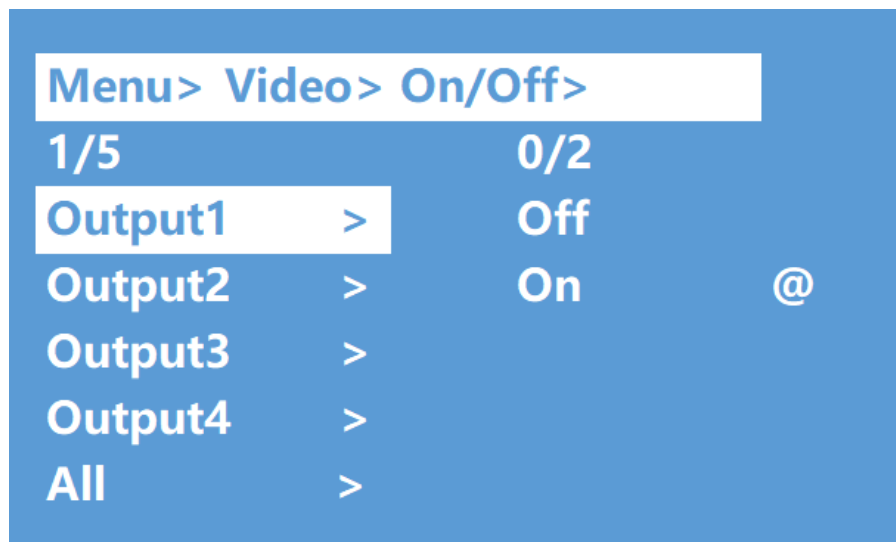 Menu> Video> On/Off>
1/5 0/2
Output1 > Off
Output2 > On @
Output3 >
Output4 >
All >